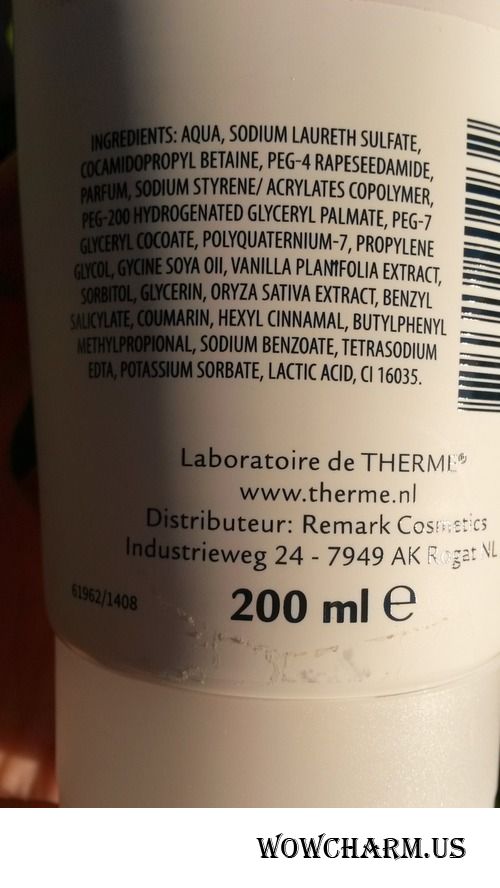 INGREDIENTS: AQUA, SODIUM LAURETH SULFATE,
COCAMIDOPROPYL BETAINE, PEG-4 RAPESEEDAMIDE,
PARFUM, SODIUM STYRENE/ ACRYLATES COPOLYMER,
PEG-200 HYDROGENATED GLYCERYL PALMATE, PEG-7
GLYCERYL COCOATE, POLYQUATERNIUM-7, PROPYLENE
GLYCOL, GYCINE SOYA OIl, VANILLA PLANIFOLIA EXTRACT,
SORBITOL, GLYCERIN, ORYZA SATIVA EXTRACT, BENZYL
SALICYLATE, COUMARIN, HEXYL CINNAMAL, BUTYLPHENYL
METHYLPROPIONAL, SODIUM BENZOATE, TETRASODIUM
EDTA, POTASSIUM SORBATE, LACTIC ACID, CI 16035.
Laboratoire de THERME®
www.therme.nl
Distributeur: Remark Cosmetics
Industrieweg 24 - 7949 AK Rogat NL
61962/1408
200 ml e
WOWCHARM.US